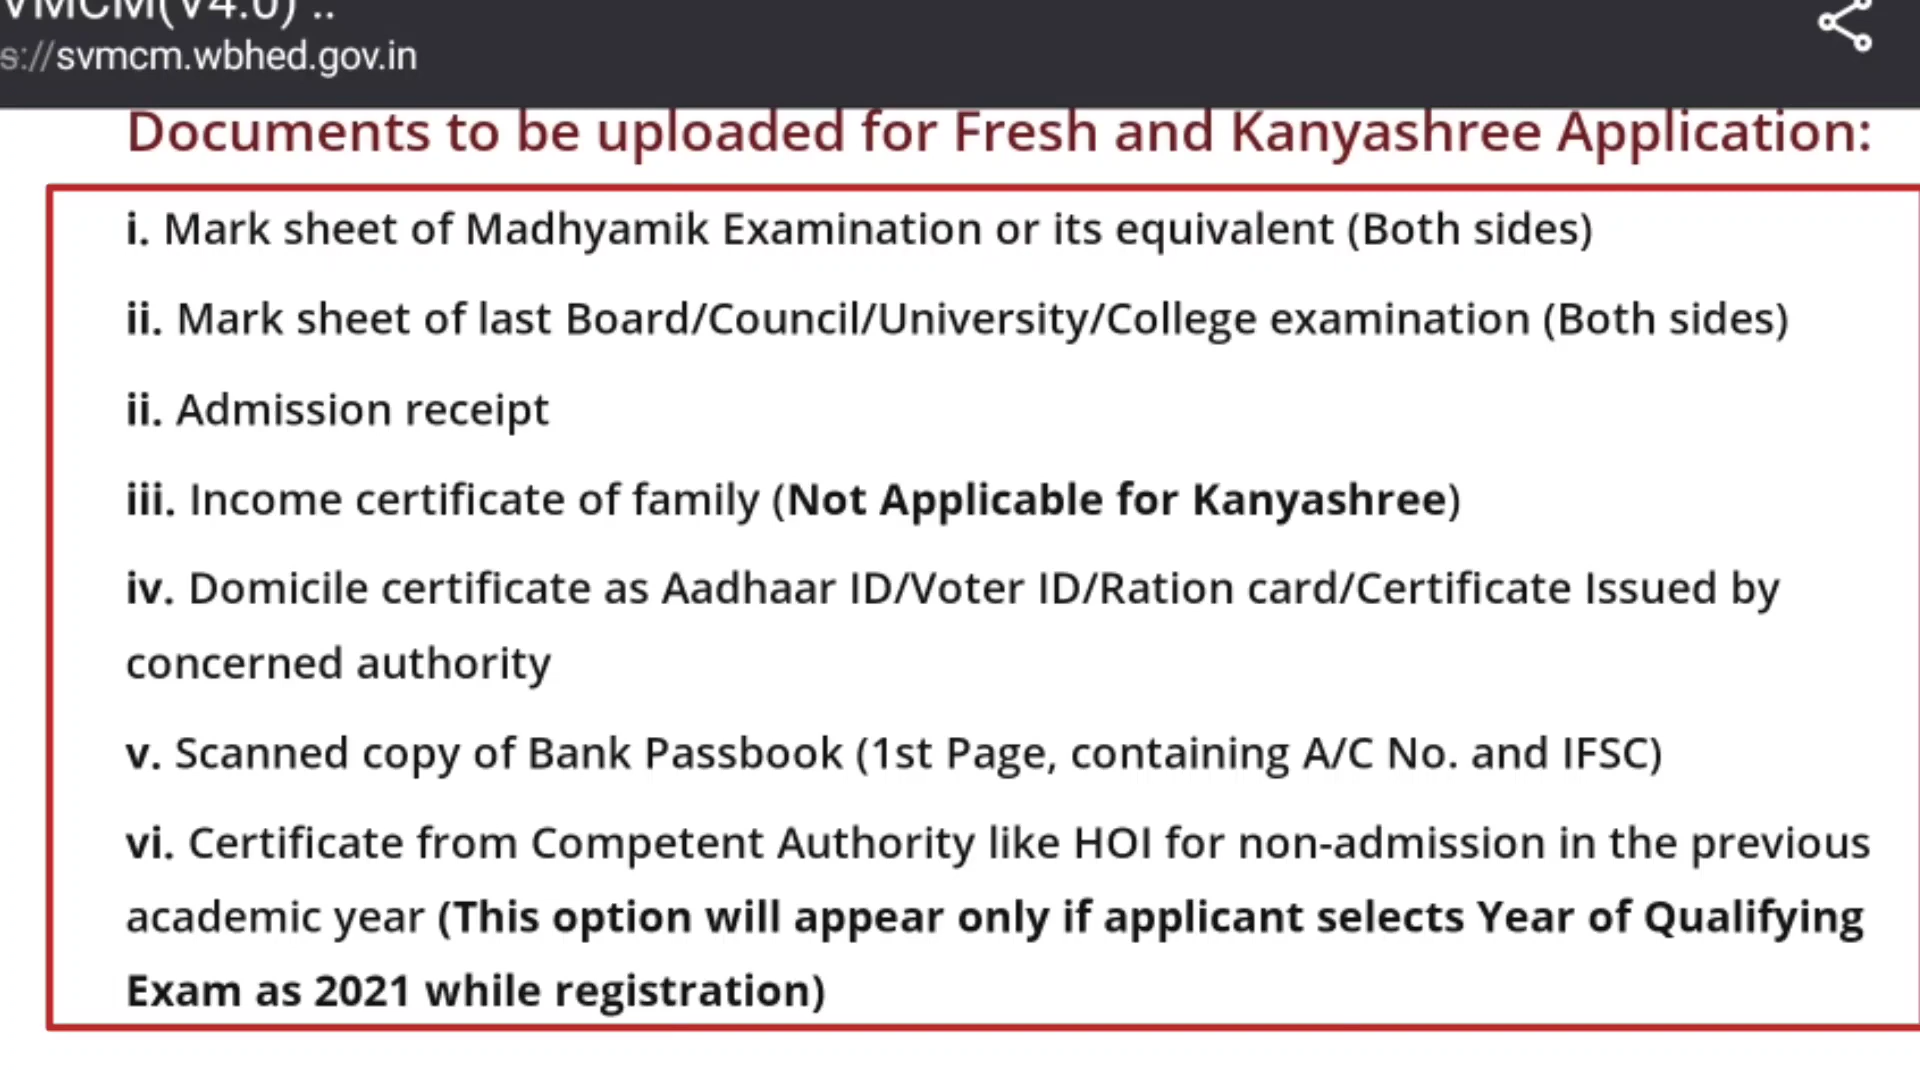 VMCM(V4.0) ..
s://svmcm.wbhed.gov.in
Documents to be uploaded for Fresh and Kanyashree Application:
i. Mark sheet of Madhyamik Examination or its equivalent (Both sides)
ii. Mark sheet of last Board/Council/University/College examination (Both sides)
ii. Admission receipt
iii. Income certificate of family (Not Applicable for Kanyashree)
iv. Domicile certificate as Aadhaar ID/Voter ID/Ration card/Certificate Issued by
concerned authority
v. Scanned copy of Bank Passbook (1st Page, containing A/C No. and IFSC)
vi. Certificate from Competent Authority like HOI for non-admission in the previous
academic year (This option will appear only if applicant selects Year of Qualifying
Exam as 2021 while registration)